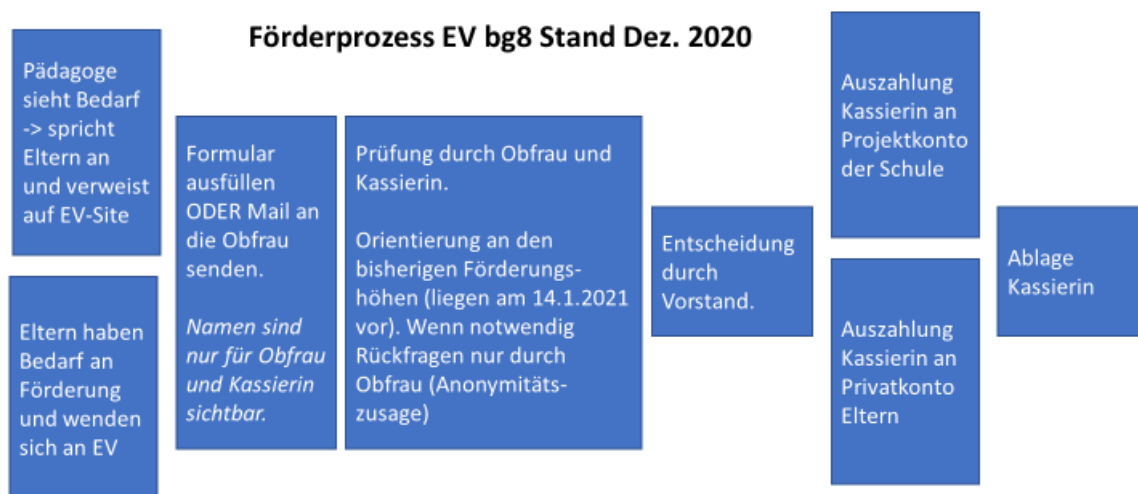 Förderprozess EV bg8 Stand Dez. 2020
Pädagoge
sieht Bedarf
-> spricht
Eltern an
und verweist
auf EV-Site
Eltern haben
Bedarf an
Förderung
und wenden
sich an EV
Formular
ausfüllen
ODER Mail an
die Obfrau
senden.
Namen sind
nur für Obfrau
und Kassierin
sichtbar.
Prüfung durch Obfrau und
Kassierin.
Orientierung an den
bisherigen Förderungs-
höhen (liegen am 14.1.2021
vor). Wenn notwendig
Rückfragen nur durch
Obfrau (Anonymitäts-
zusage)
Entscheidung
durch
Vorstand.
Auszahlung
Kassierin an
Projektkonto
der Schule
Auszahlung
Kassierin an
Privatkonto
Eltern
Ablage
Kassierin